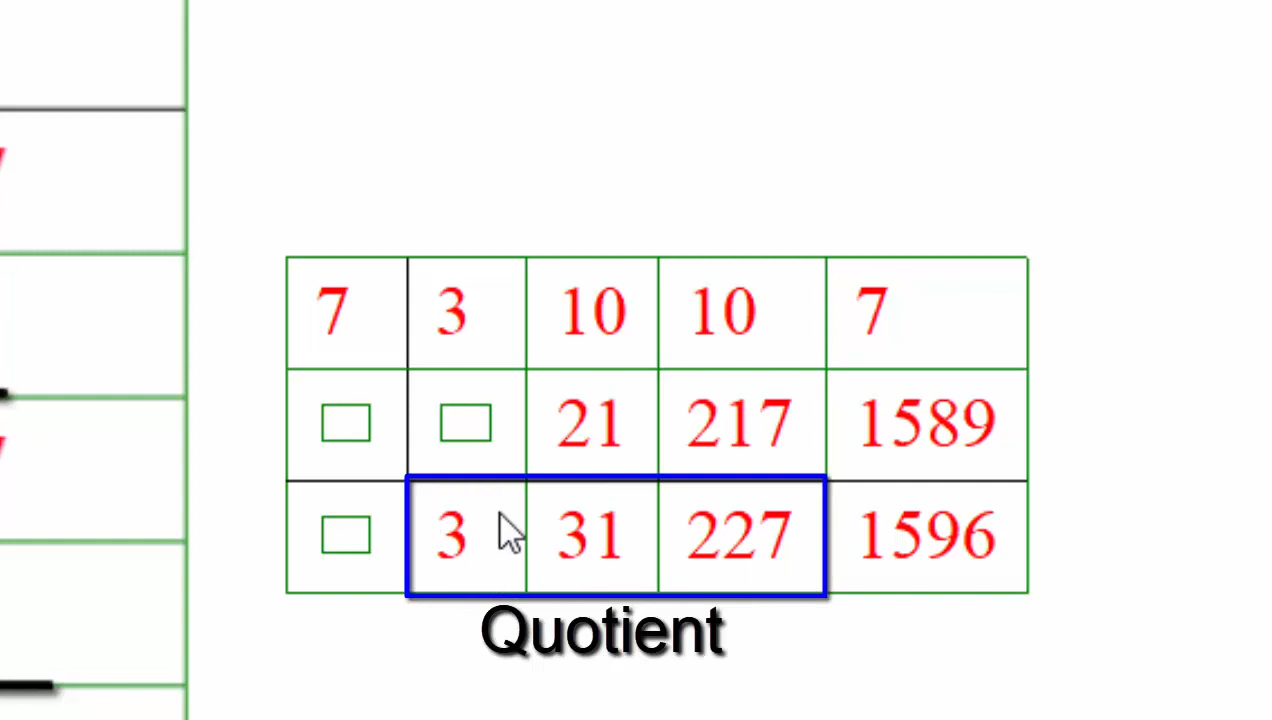 7 3 10 10 7
21 217 1589
3 31 227 1596
Quotient